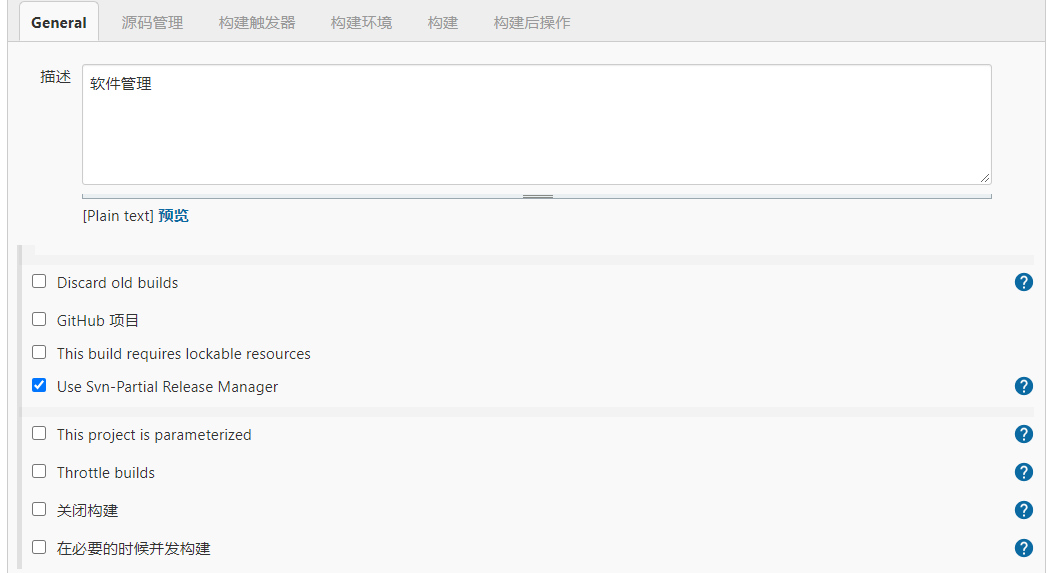 General 源码管理 构建触发器 构建环境 构建 构建后操作
描述 软件管理
[Plain text] 预览
Discard old builds ?
GitHub 项目
This build requires lockable resources
Use Svn-Partial Release Manager ?
This project is parameterized ?
Throttle builds ?
关闭构建 ?
在必要的时候并发构建 ?